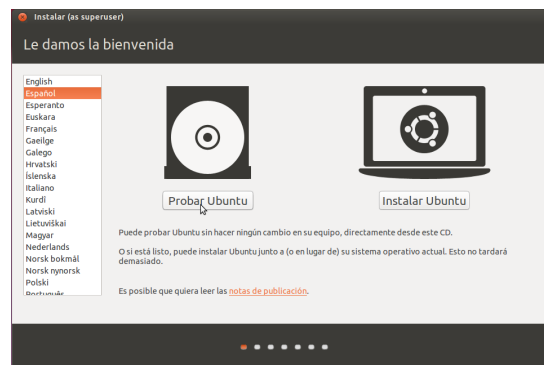 Instalar (as superuser)
Le damos la bienvenida
English
Español
Esperanto
Euskara
Français
Gaeilge
Galego
Hrvatski
Íslenska
Italiano
Kurdî
Latviski
Lietuviškai
Magyar
Nederlands
Norsk bokmål
Norsk nynorsk
Polski
Português
Probar Ubuntu
Instalar Ubuntu
Puede probar Ubuntu sin hacer ningún cambio en su equipo, directamente desde este CD.
O si está listo, puede instalar Ubuntu junto a (o en lugar de) su sistema operativo actual. Esto no tardará
demasiado.
Es posible que quiera leer las notas de publicación.